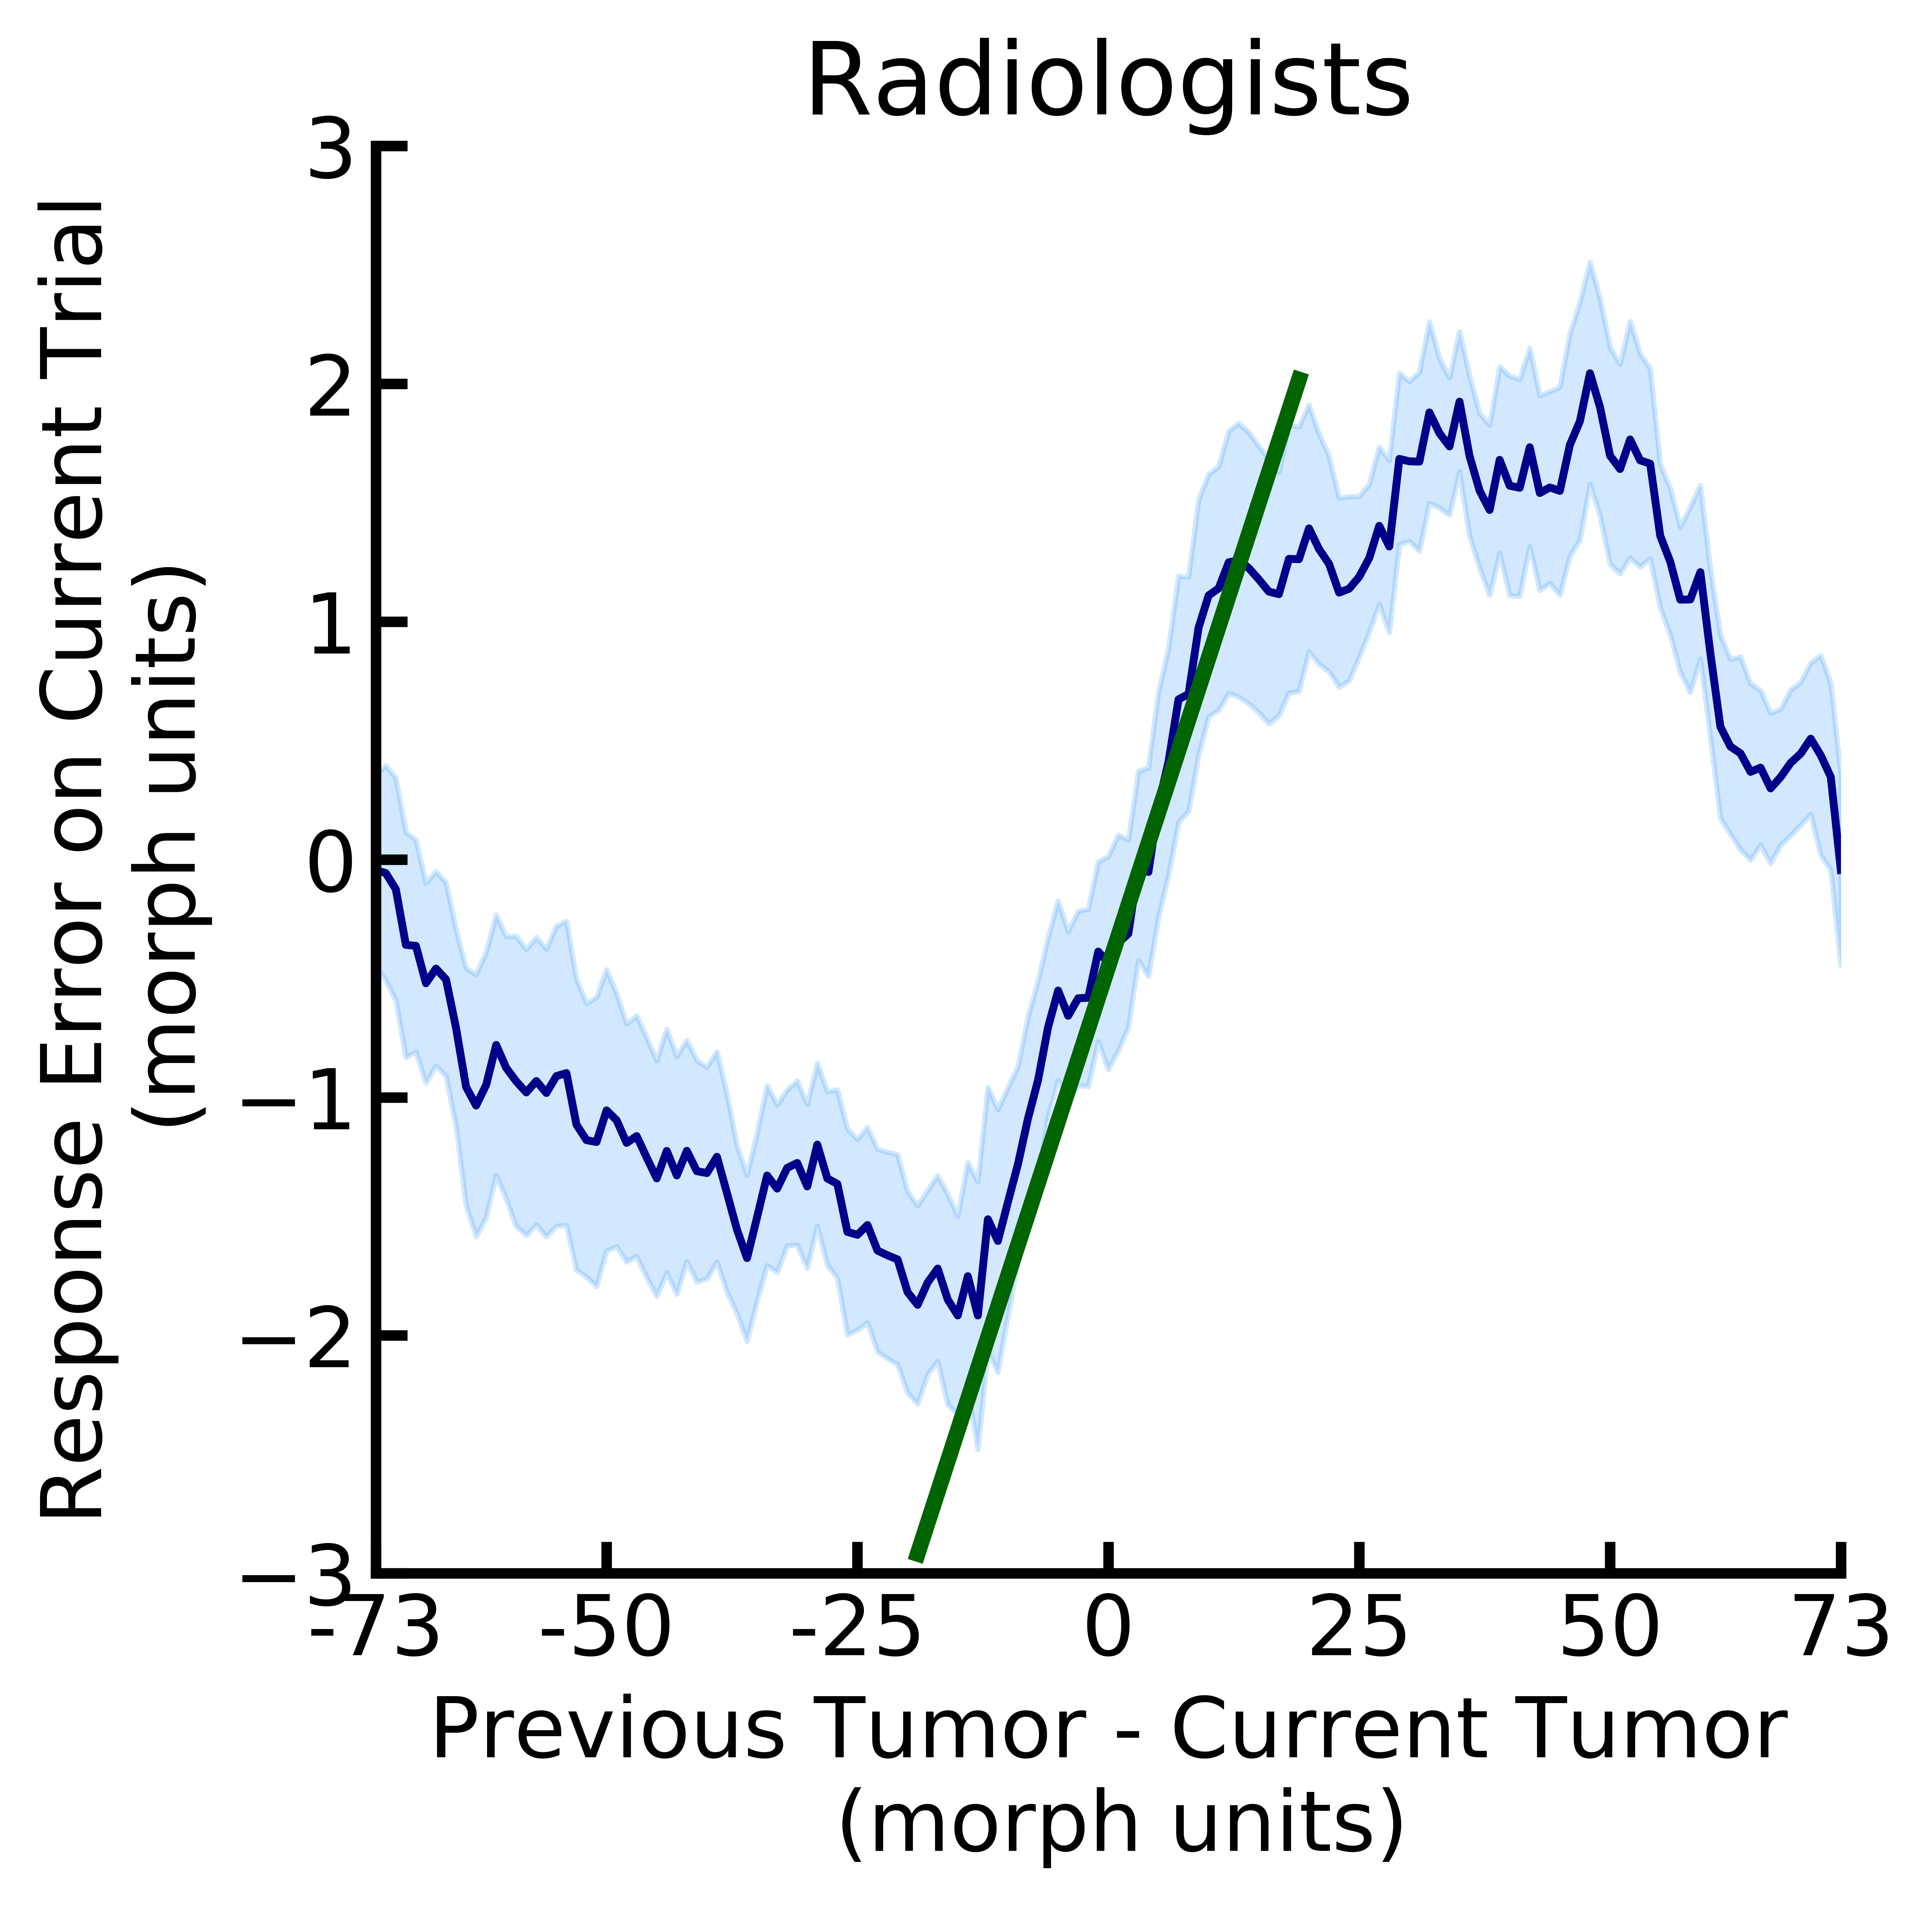 Radiologists
Response Error on Current Trial
(morph units)
3
2
1
0
−1
−2
−3
-73 -50 -25 0 25 50 73
Previous Tumor - Current Tumor
(morph units)